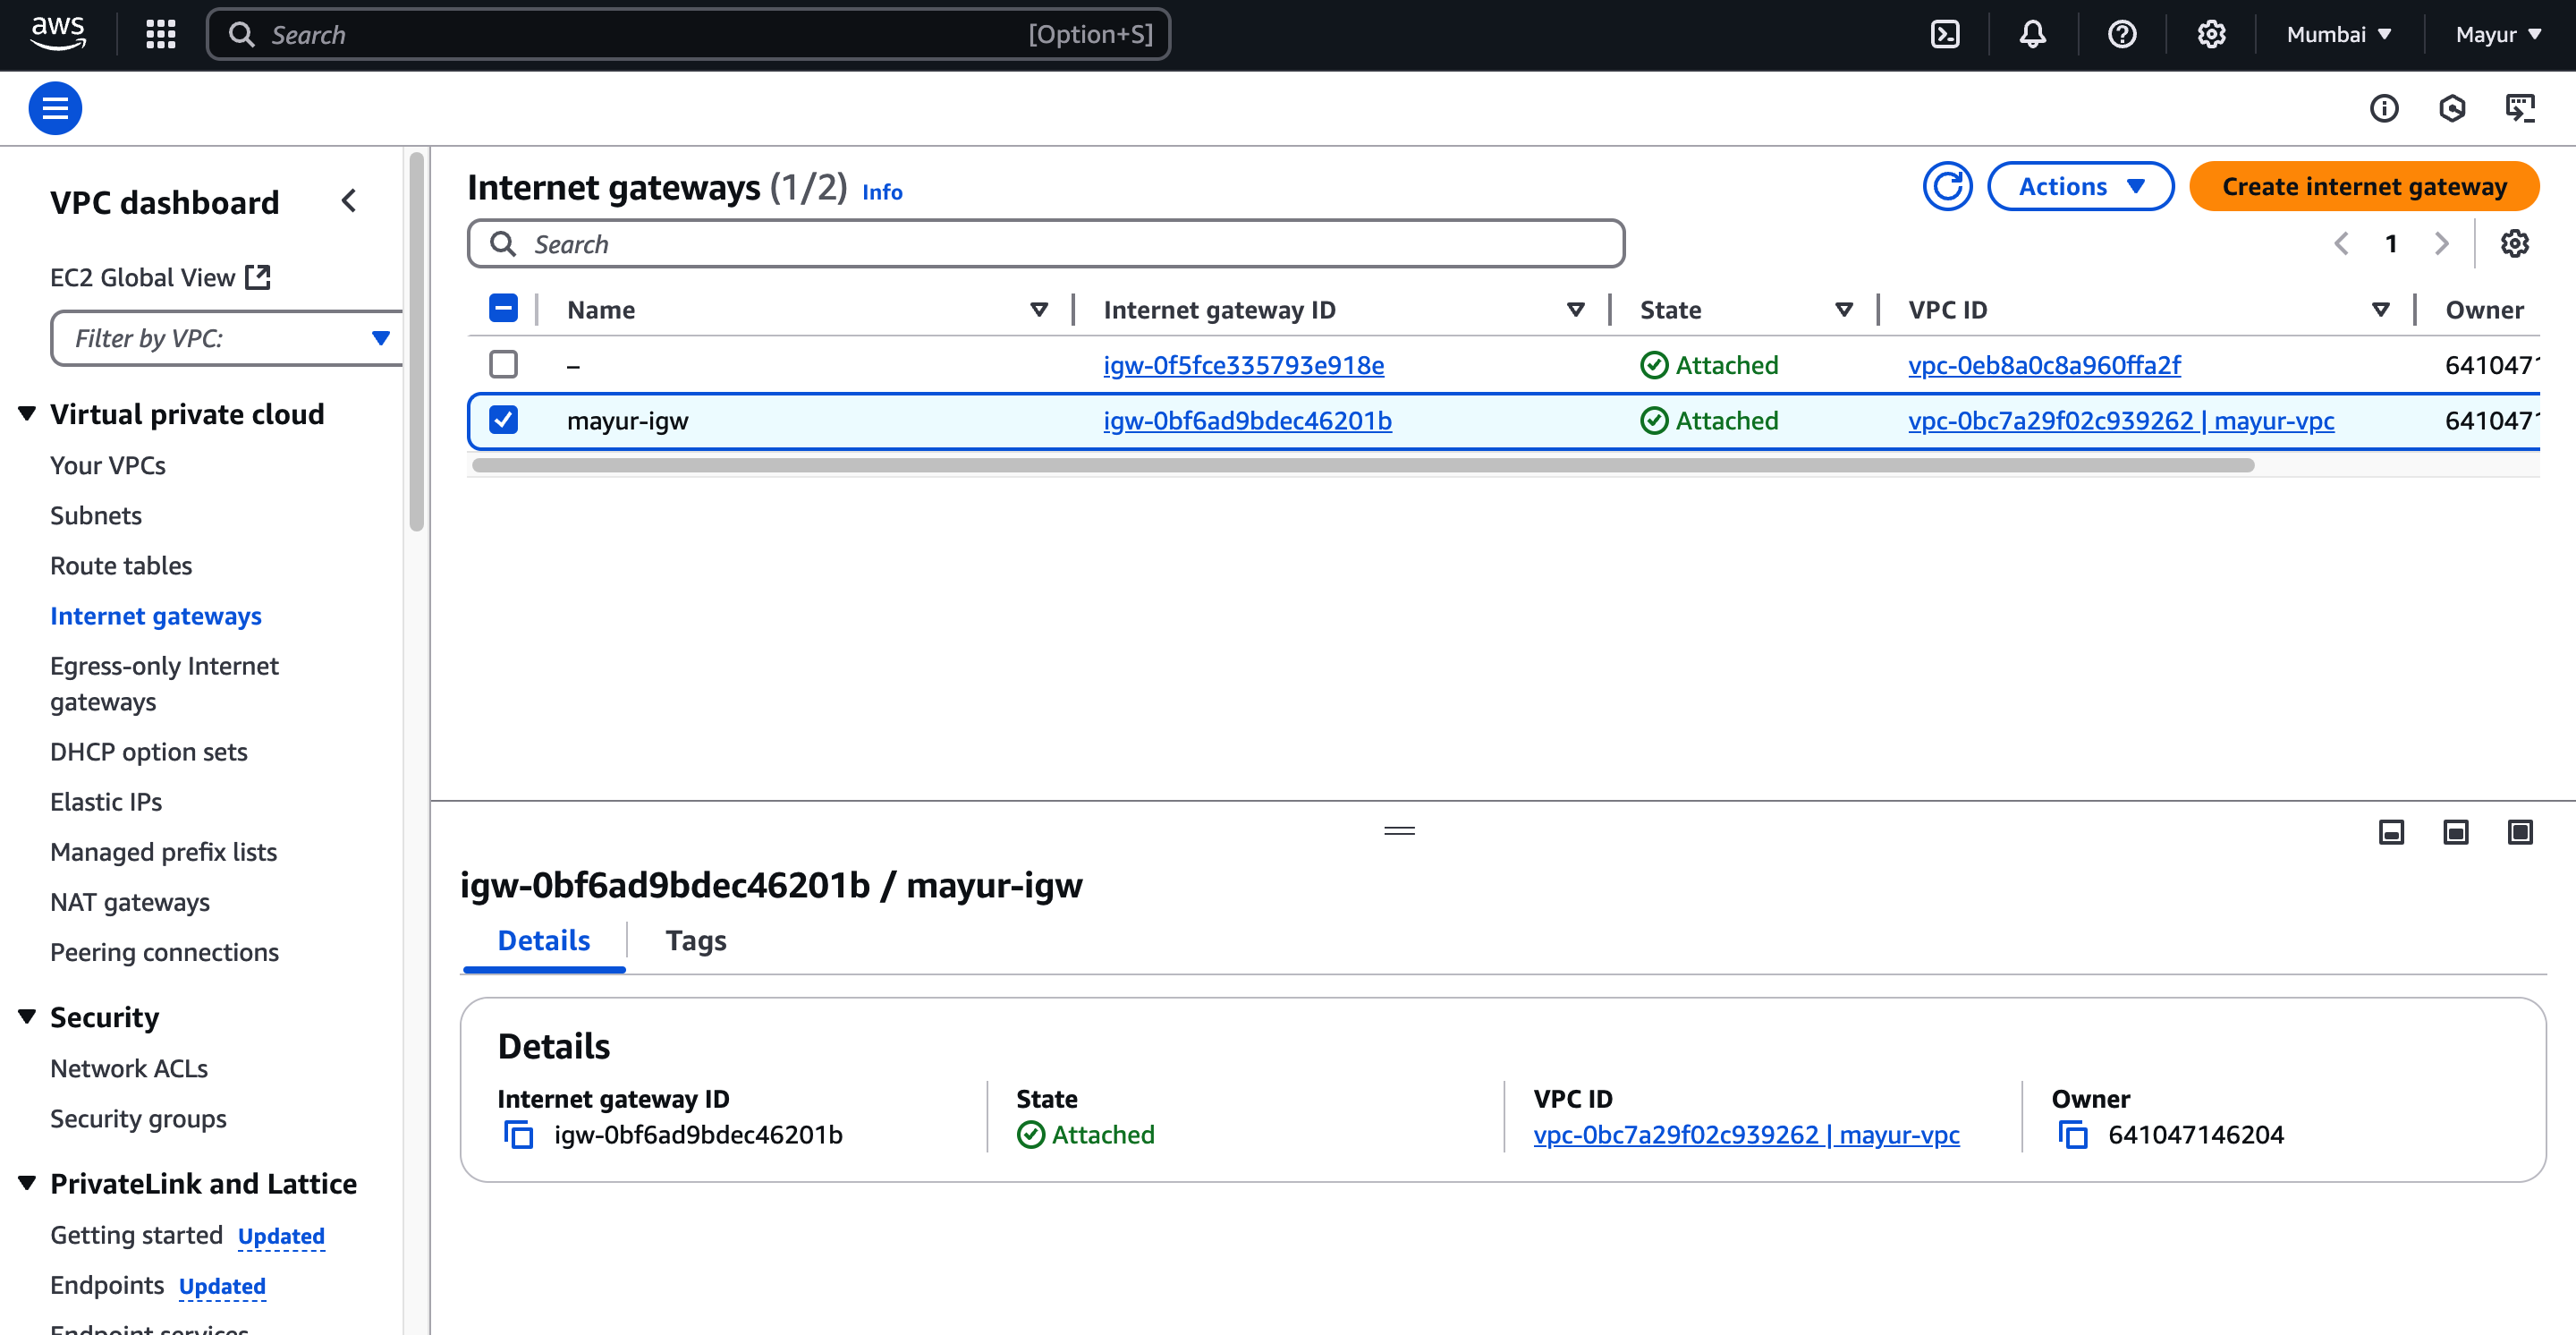 aws
Search [Option+S]
Mumbai
Mayur
VPC dashboard
EC2 Global View
Filter by VPC:
Virtual private cloud
Your VPCs
Subnets
Route tables
Internet gateways
Egress-only Internet
gateways
DHCP option sets
Elastic IPs
Managed prefix lists
NAT gateways
Peering connections
Security
Network ACLs
Security groups
PrivateLink and Lattice
Getting started Updated
Endpoints Updated
Endpoint services
Internet gateways (1/2) Info
Actions
Create internet gateway
Search
1
Name Internet gateway ID State VPC ID Owner
– igw-0f5fce335793e918e Attached vpc-0eb8a0c8a960ffa2f 641047
mayur-igw igw-0bf6ad9bdec46201b Attached vpc-0bc7a29f02c939262 | mayur-vpc 641047
igw-0bf6ad9bdec46201b / mayur-igw
Details Tags
Details
Internet gateway ID State VPC ID Owner
igw-0bf6ad9bdec46201b Attached vpc-0bc7a29f02c939262 | mayur-vpc 641047146204